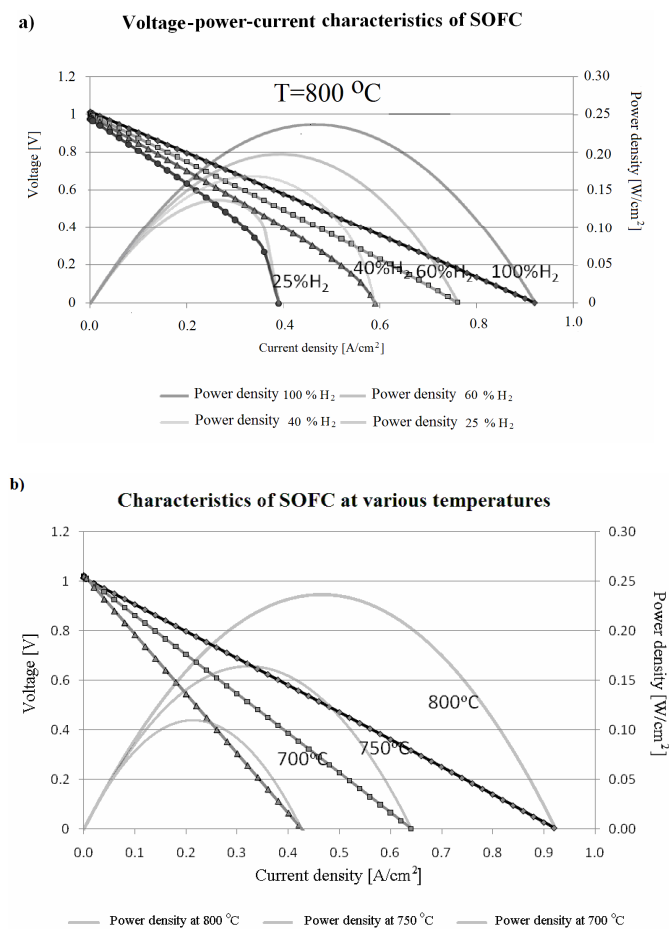 a)
Voltage-power-current characteristics of SOFC
T=800 °C
Voltage [V]
1.2
1
0.8
0.6
0.4
0.2
0
0.30
0.25
0.20
0.15
0.10
0.05
0
Power density [W/cm²]
25%H₂
40%H₂
60%H₂
100%H₂
0.0 0.2 0.4 0.6 0.8 1.0
Current density [A/cm²]
Power density 100 % H₂
Power density 60 % H₂
Power density 40 % H₂
Power density 25 % H₂
b)
Characteristics of SOFC at various temperatures
Voltage [V]
1.2
1
0.8
0.6
0.4
0.2
0
0.30
0.25
0.20
0.15
0.10
0.05
0.00
Power density [W/cm²]
800°C
750°C
700°C
0.0 0.1 0.2 0.3 0.4 0.5 0.6 0.7 0.8 0.9 1.0
Current density [A/cm²]
Power density at 800 °C
Power density at 750 °C
Power density at 700 °C